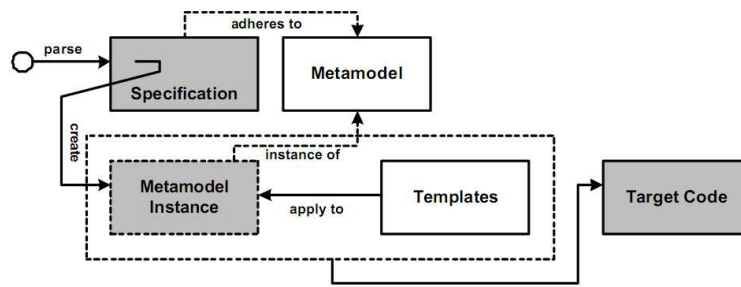 adheres to
parse
Specification
Metamodel
create
instance of
Metamodel
Instance
apply to
Templates
Target Code